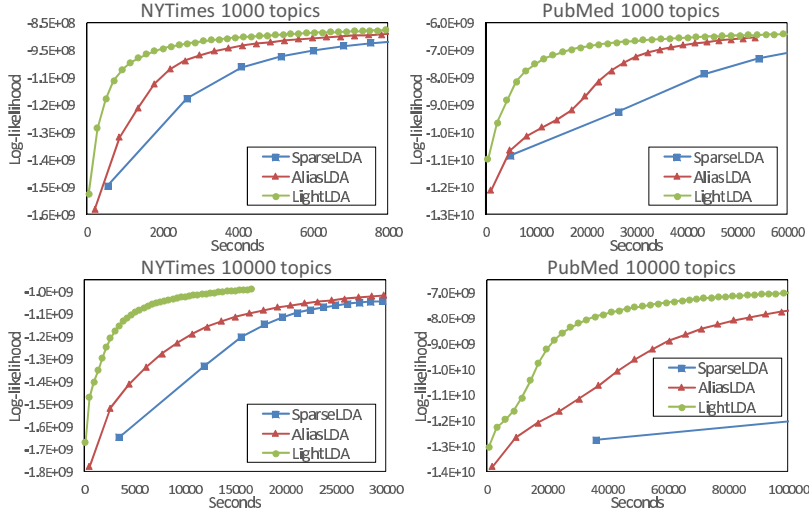 NYTimes 1000 topics
-8.5E+08
-9.5E+08
-1.1E+09
-1.2E+09
-1.3E+09
-1.4E+09
-1.5E+09
-1.6E+09
Log-likelihood
SparseLDA
AliasLDA
LightLDA
0 2000 4000 6000 8000
Seconds
PubMed 1000 topics
-6.0E+09
-7.0E+09
-8.0E+09
-9.0E+09
-1.0E+10
-1.1E+10
-1.2E+10
-1.3E+10
Log-likelihood
SparseLDA
AliasLDA
LightLDA
0 10000 20000 30000 40000 50000 60000
Seconds
NYTimes 10000 topics
-1.0E+09
-1.1E+09
-1.2E+09
-1.3E+09
-1.4E+09
-1.5E+09
-1.6E+09
-1.7E+09
-1.8E+09
Log-likelihood
SparseLDA
AliasLDA
LightLDA
0 5000 10000 15000 20000 25000 30000
Seconds
PubMed 10000 topics
-7.0E+09
-8.0E+09
-9.0E+09
-1.0E+10
-1.1E+10
-1.2E+10
-1.3E+10
-1.4E+10
Log-likelihood
SparseLDA
AliasLDA
LightLDA
0 20000 40000 60000 80000 100000
Seconds